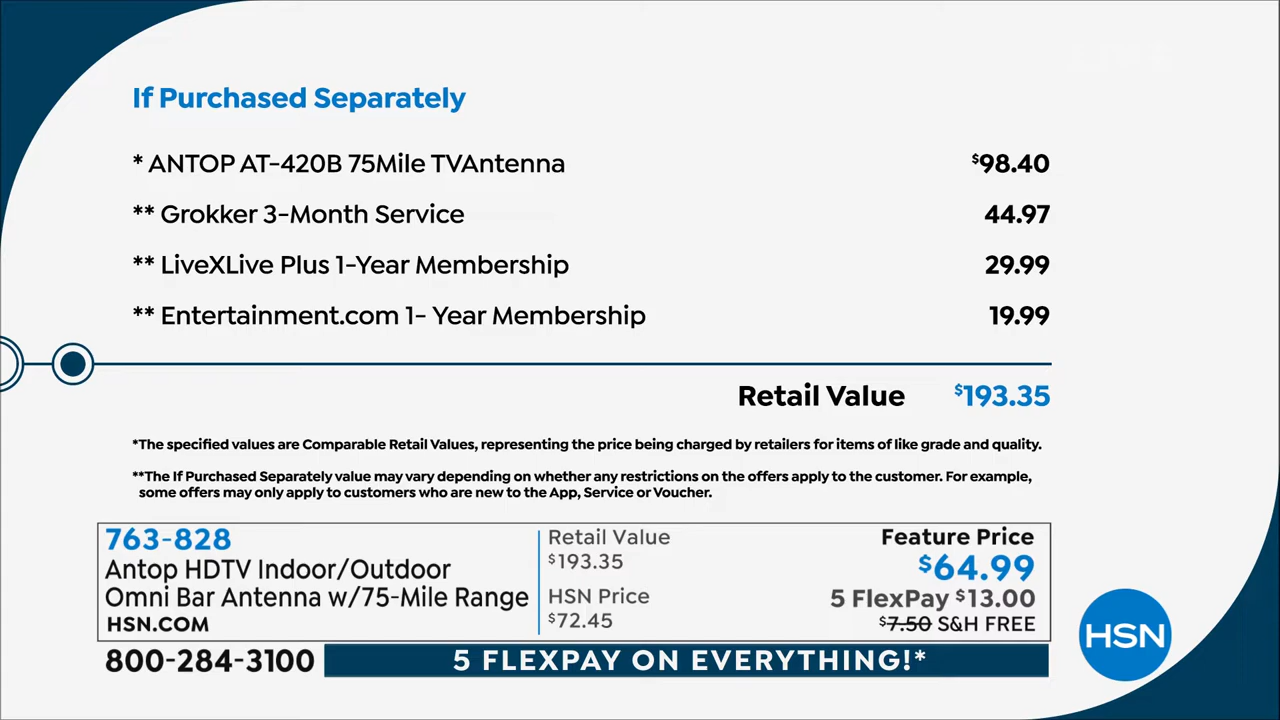 If Purchased Separately
* ANTOP AT-420B 75Mile TVAntenna $98.40
** Grokker 3-Month Service 44.97
** LiveXLive Plus 1-Year Membership 29.99
** Entertainment.com 1- Year Membership 19.99
Retail Value $193.35
*The specified values are Comparable Retail Values, representing the price being charged by retailers for items of like grade and quality.
**The If Purchased Separately value may vary depending on whether any restrictions on the offers apply to the customer. For example,
some offers may only apply to customers who are new to the App, Service or Voucher.
763-828
Antop HDTV Indoor/Outdoor
Omni Bar Antenna w/75-Mile Range
HSN.COM
Retail Value
$193.35
HSN Price
$72.45
Feature Price
$64.99
5 FlexPay $13.00
$7.50 S&H FREE
HSN
800-284-3100
5 FLEXPAY ON EVERYTHING!*